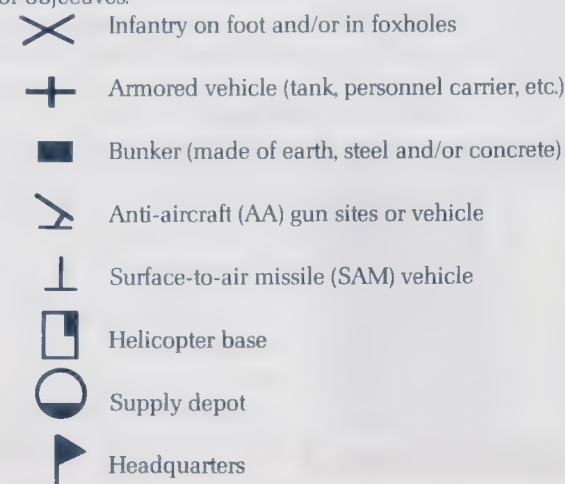 or objectives.
Infantry on foot and/or in foxholes
Armored vehicle (tank, personnel carrier, etc.)
Bunker (made of earth, steel and/or concrete)
Anti-aircraft (AA) gun sites or vehicle
Surface-to-air missile (SAM) vehicle
Helicopter base
Supply depot
Headquarters